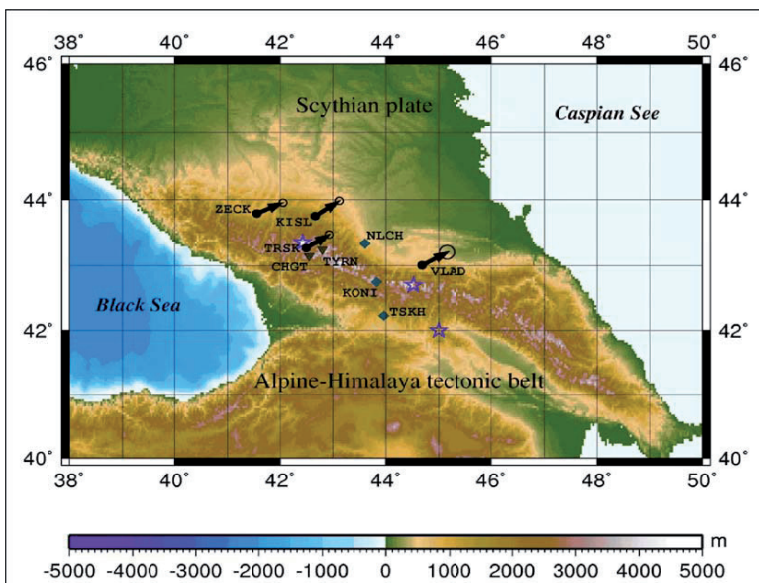 38° 40° 42° 44° 46° 48° 50°
46° 46°
Scythian plate
Caspian See
44° 44°
ZECK
KISL
NLCH
TRSK
TYRN
CHGT
VLAD
KONI
Black Sea
TSKH
42° 42°
Alpine-Himalaya tectonic belt
40° 40°
38° 40° 42° 44° 46° 48° 50°
m
-5000 -4000 -3000 -2000 -1000 0 1000 2000 3000 4000 5000